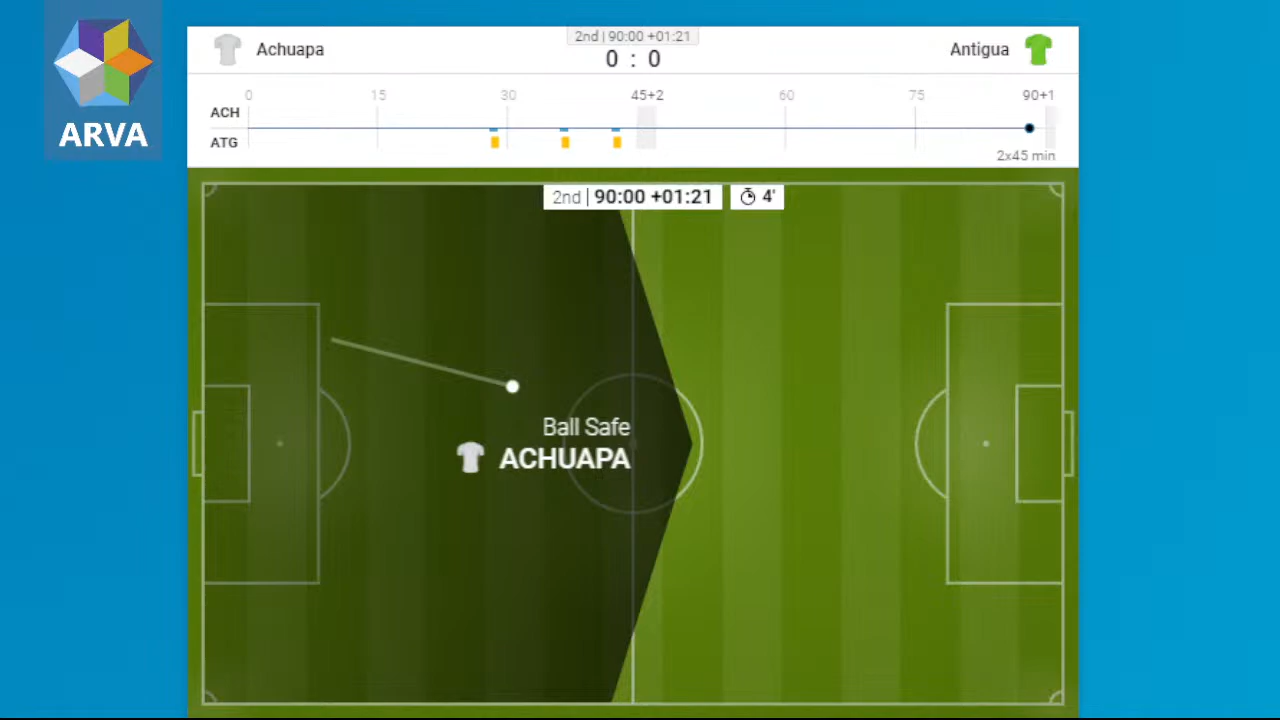 2nd | 90:00 +01:21
Achuapa
0 : 0
Antigua
0 15 30 45+2 60 75 90+1
ACH
ATG
2x45 min
2nd | 90:00 +01:21 4'
ARVA
Ball Safe
ACHUAPA